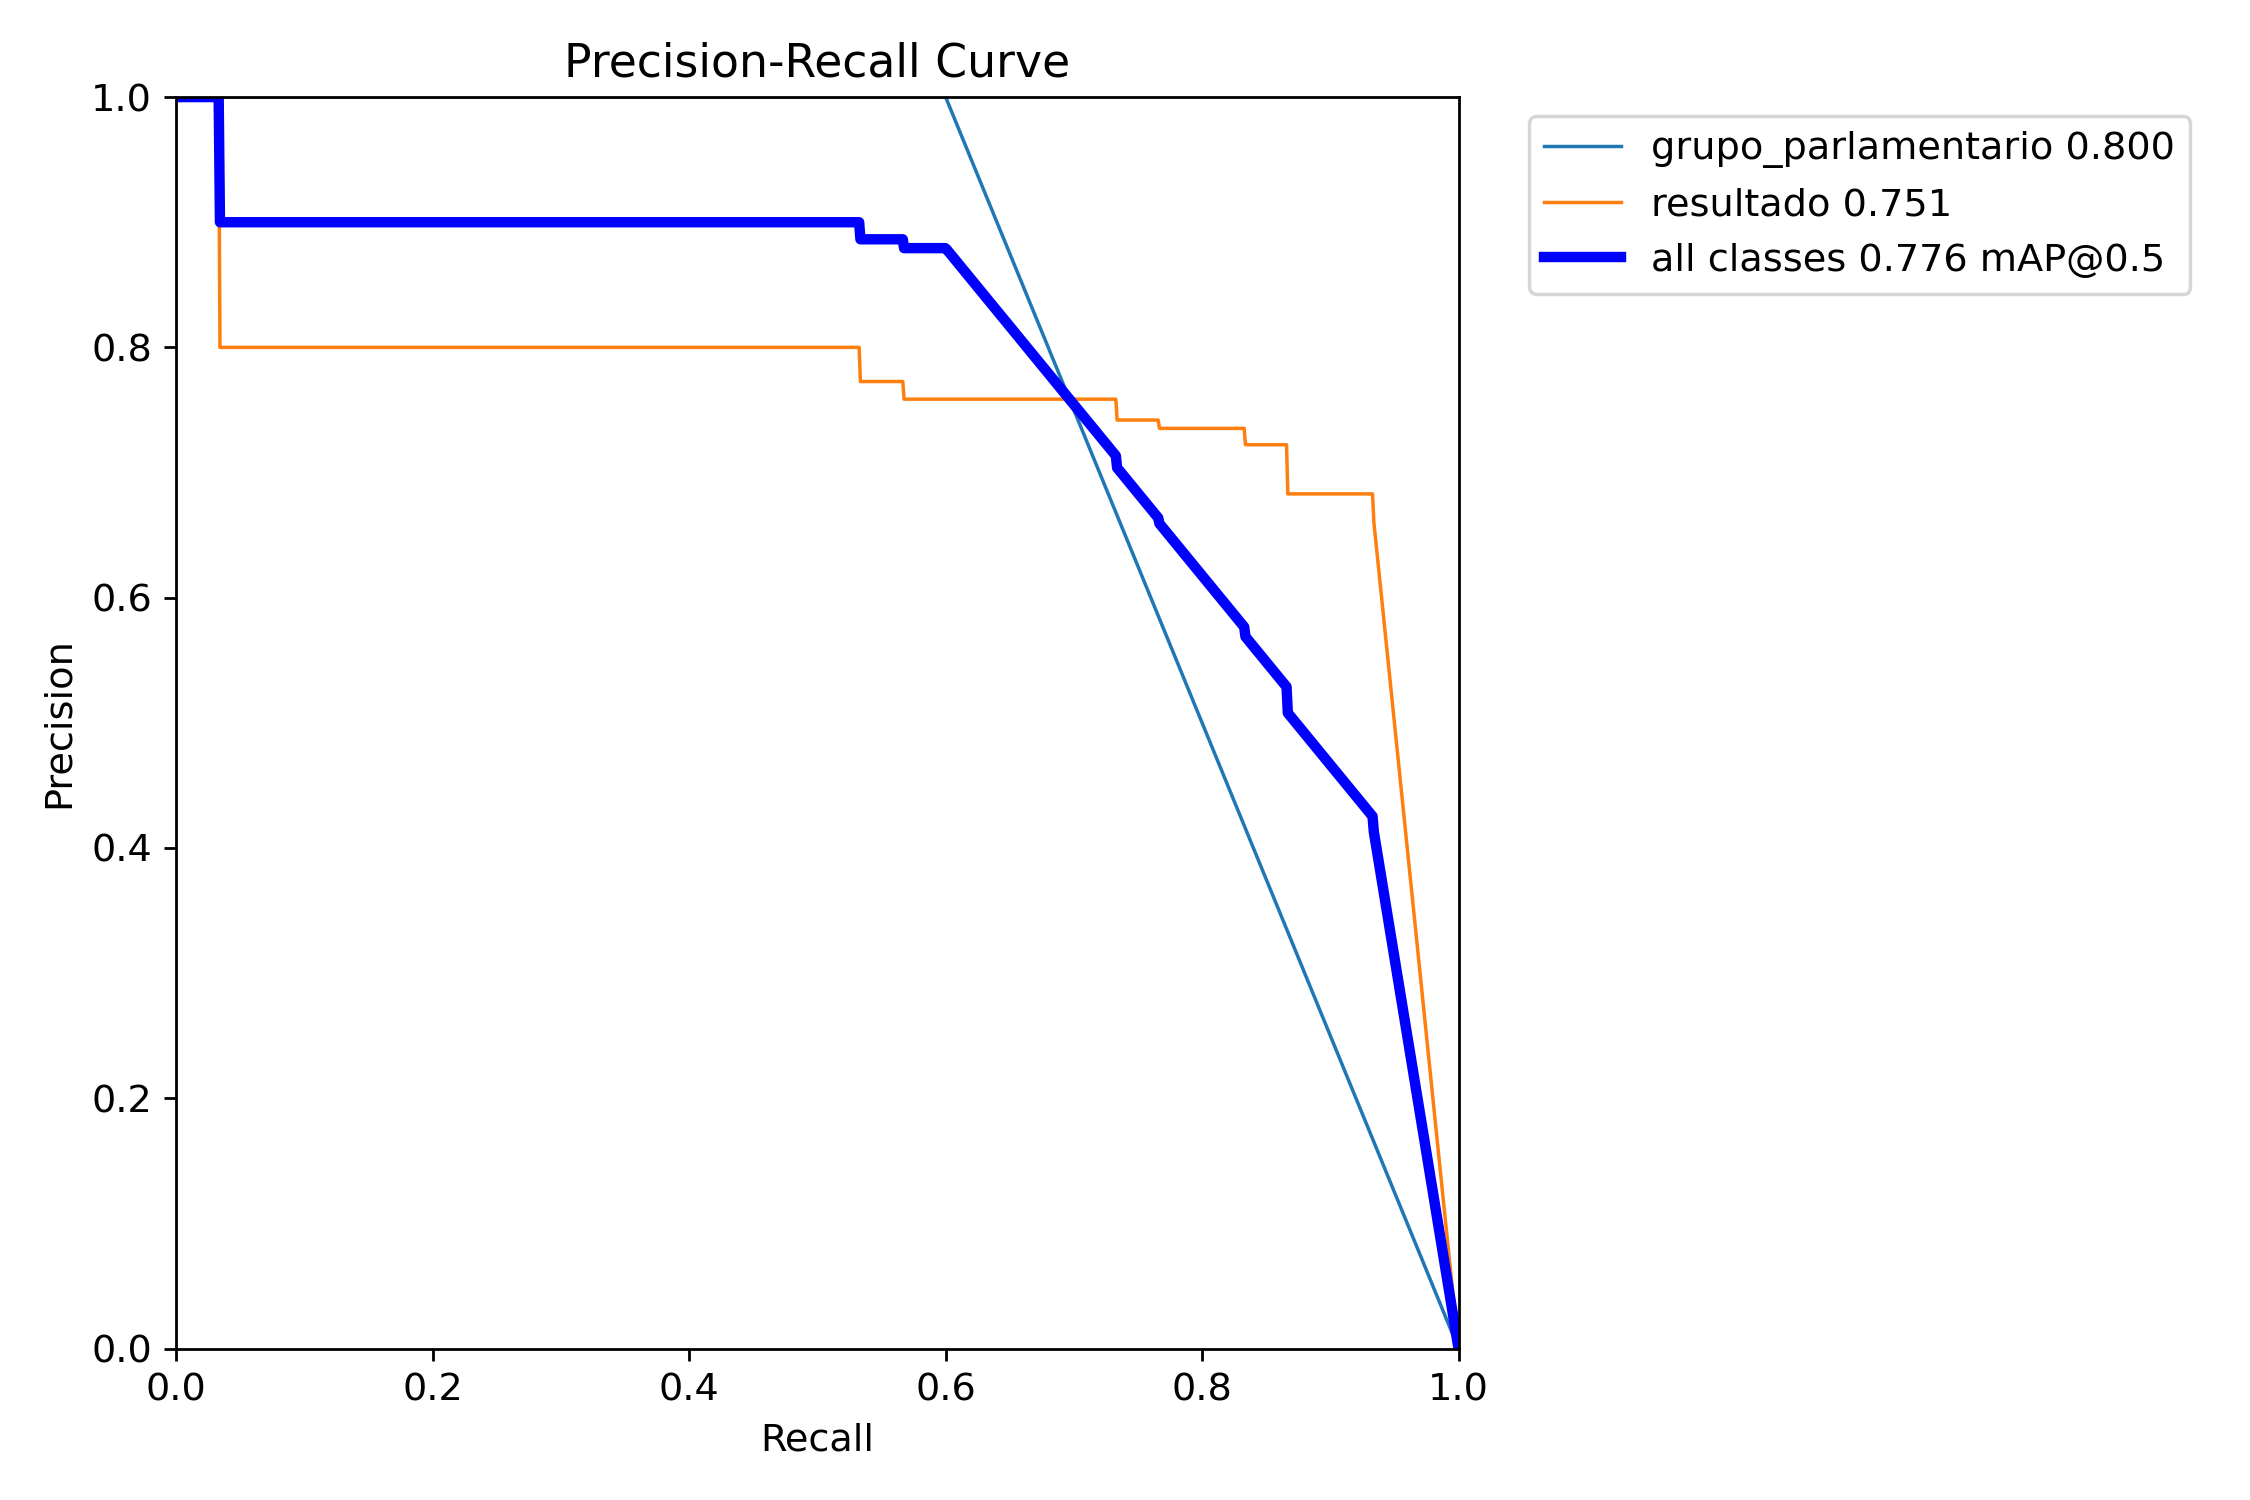 Precision-Recall Curve
1.0
0.8
0.6
0.4
0.2
0.0
Precision
0.0 0.2 0.4 0.6 0.8 1.0
Recall
grupo_parlamentario 0.800
resultado 0.751
all classes 0.776 mAP@0.5